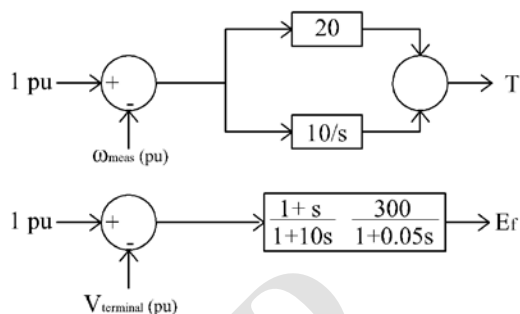 20
1 pu + T
-
10/s
ωmeas (pu)
1 pu + 1+ s 300 Ef
- 1+10s 1+0.05s
Vterminal (pu)